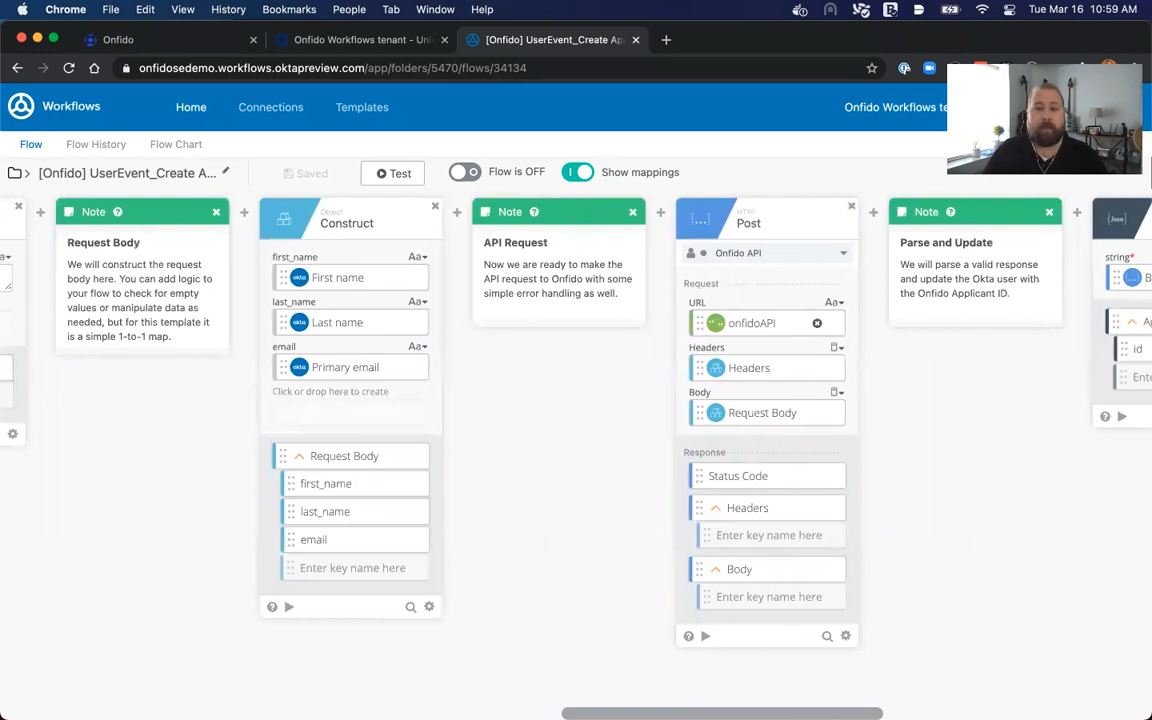 Chrome File Edit View History Bookmarks People Tab Window Help Tue Mar 16 10:59 AM
Onfido
Onfido Workflows tenant - Uni
[Onfido] UserEvent_Create Ap
onfidosedemo.workflows.oktapreview.com/app/folders/5470/flows/34134
Workflows Home Connections Templates Onfido Workflows ten
Flow Flow History Flow Chart
[Onfido] UserEvent_Create A... Saved Test Flow is OFF Show mappings
Note
Request Body
We will construct the request
body here. You can add logic to
your flow to check for empty
values or manipulate data as
needed, but for this template it
is a simple 1-to-1 map.
Object
Construct
first_name Aa
First name
last_name Aa
Last name
email Aa
Primary email
Click or drop here to create
Request Body
first_name
last_name
email
Enter key name here
Note
API Request
Now we are ready to make the
API request to Onfido with some
simple error handling as well.
HTTP
Post
Onfido API
Request
URL Aa
onfidoAPI
Headers
Headers
Body
Request Body
Response
Status Code
Headers
Enter key name here
Body
Enter key name here
Note
Parse and Update
We will parse a valid response
and update the Okta user with
the Onfido Applicant ID.
Json
string*
B
A
id
Ente